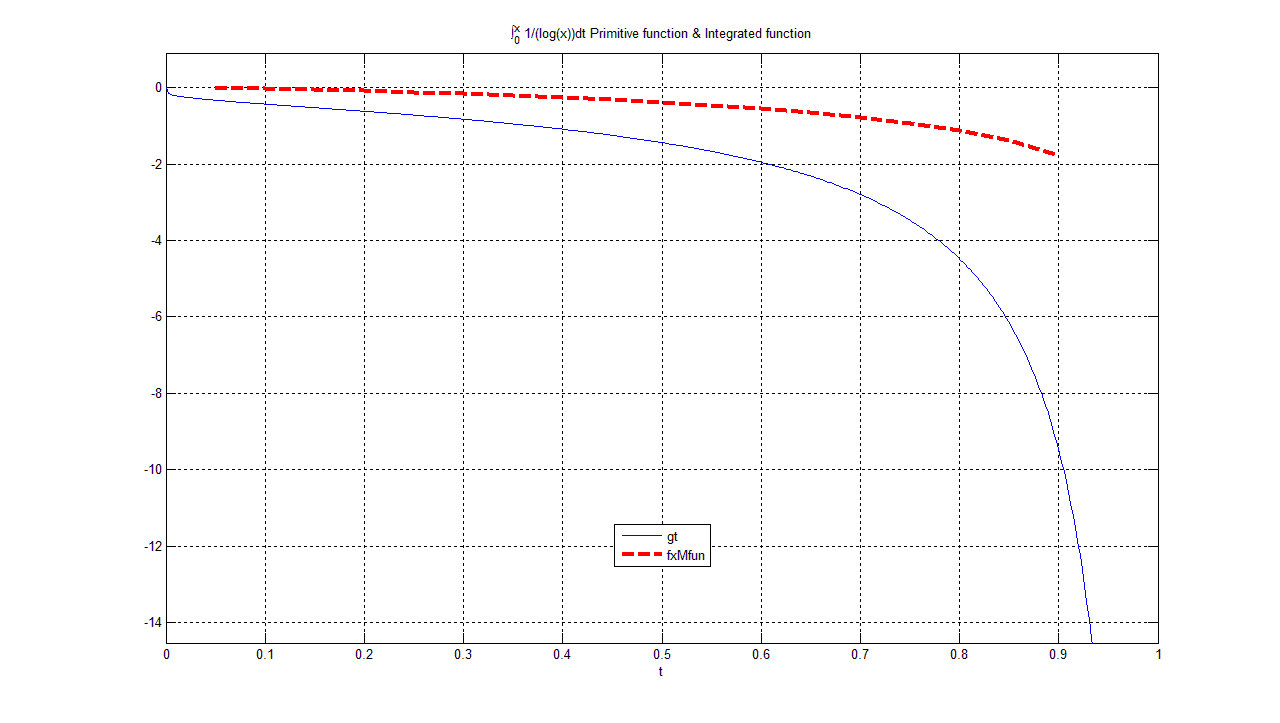 ∫₀ˣ 1/(log(x))dt Primitive function & Integrated function
0
-2
-4
-6
-8
-10
-12
-14
gt
fxMfun
0 0.1 0.2 0.3 0.4 0.5 0.6 0.7 0.8 0.9 1
t